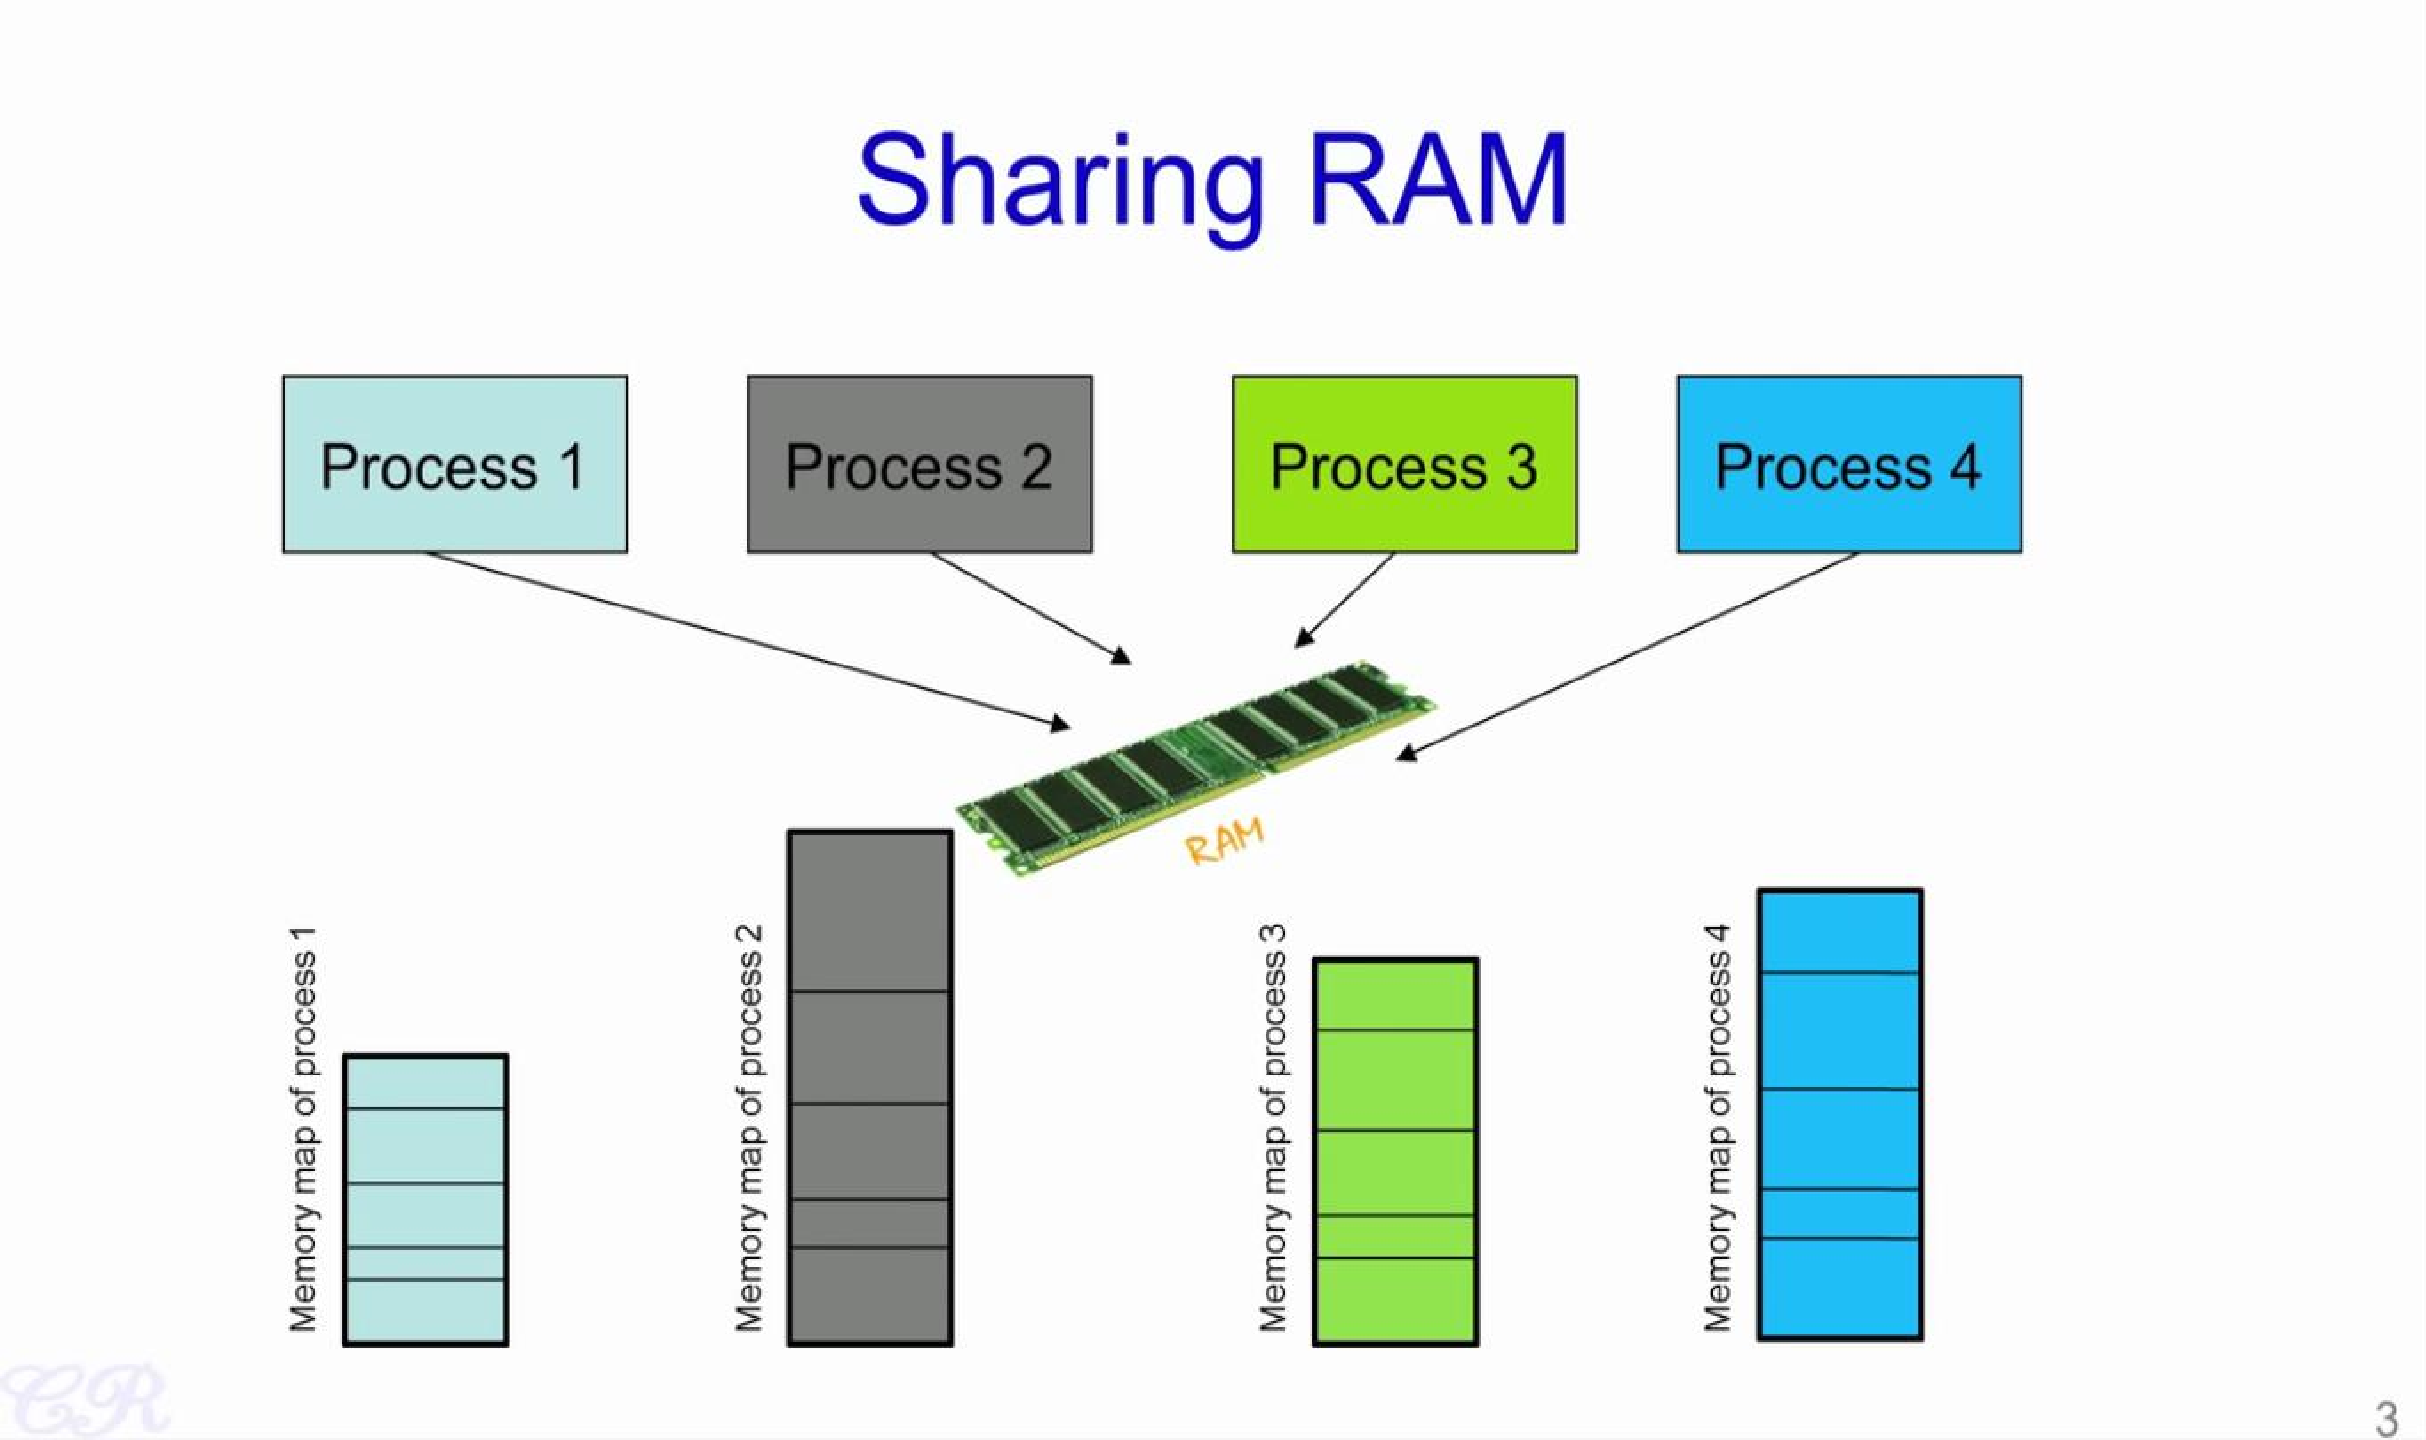 Sharing RAM
Process 1
Process 2
Process 3
Process 4
RAM
Memory map of process 1
Memory map of process 2
Memory map of process 3
Memory map of process 4
CR
3